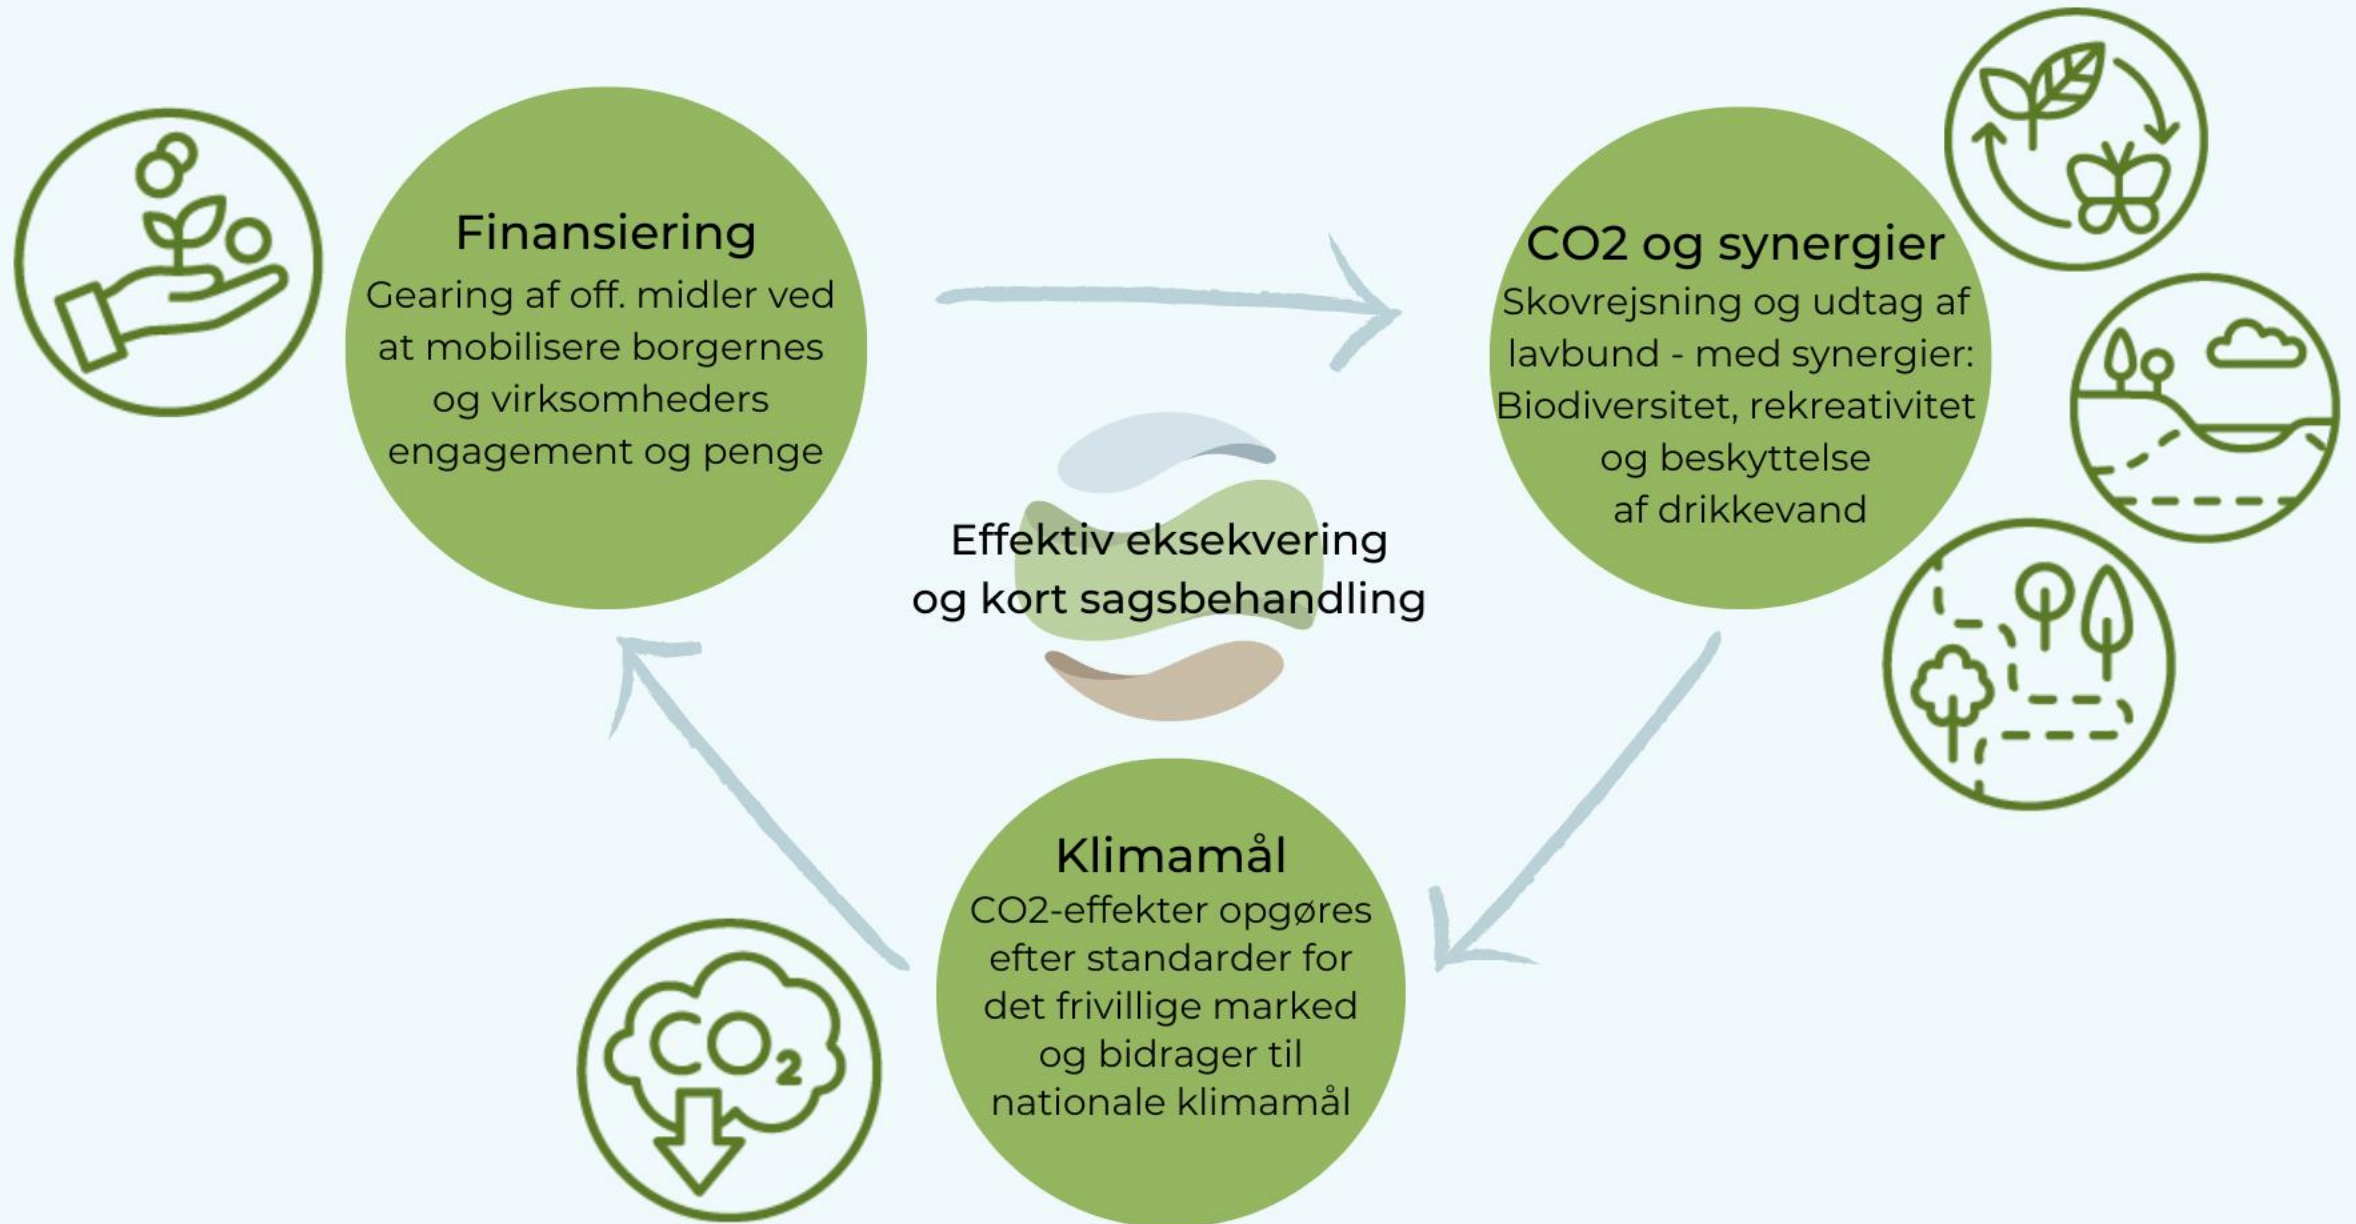 Finansiering
Gearing af off. midler ved
at mobilisere borgernes
og virksomheders
engagement og penge
CO2 og synergier
Skovrejsning og udtag af
lavbund - med synergier:
Biodiversitet, rekreativitet
og beskyttelse
af drikkevand
Effektiv eksekvering
og kort sagsbehandling
Klimamål
CO2-effekter opgøres
efter standarder for
det frivillige marked
og bidrager til
nationale klimamål
CO₂